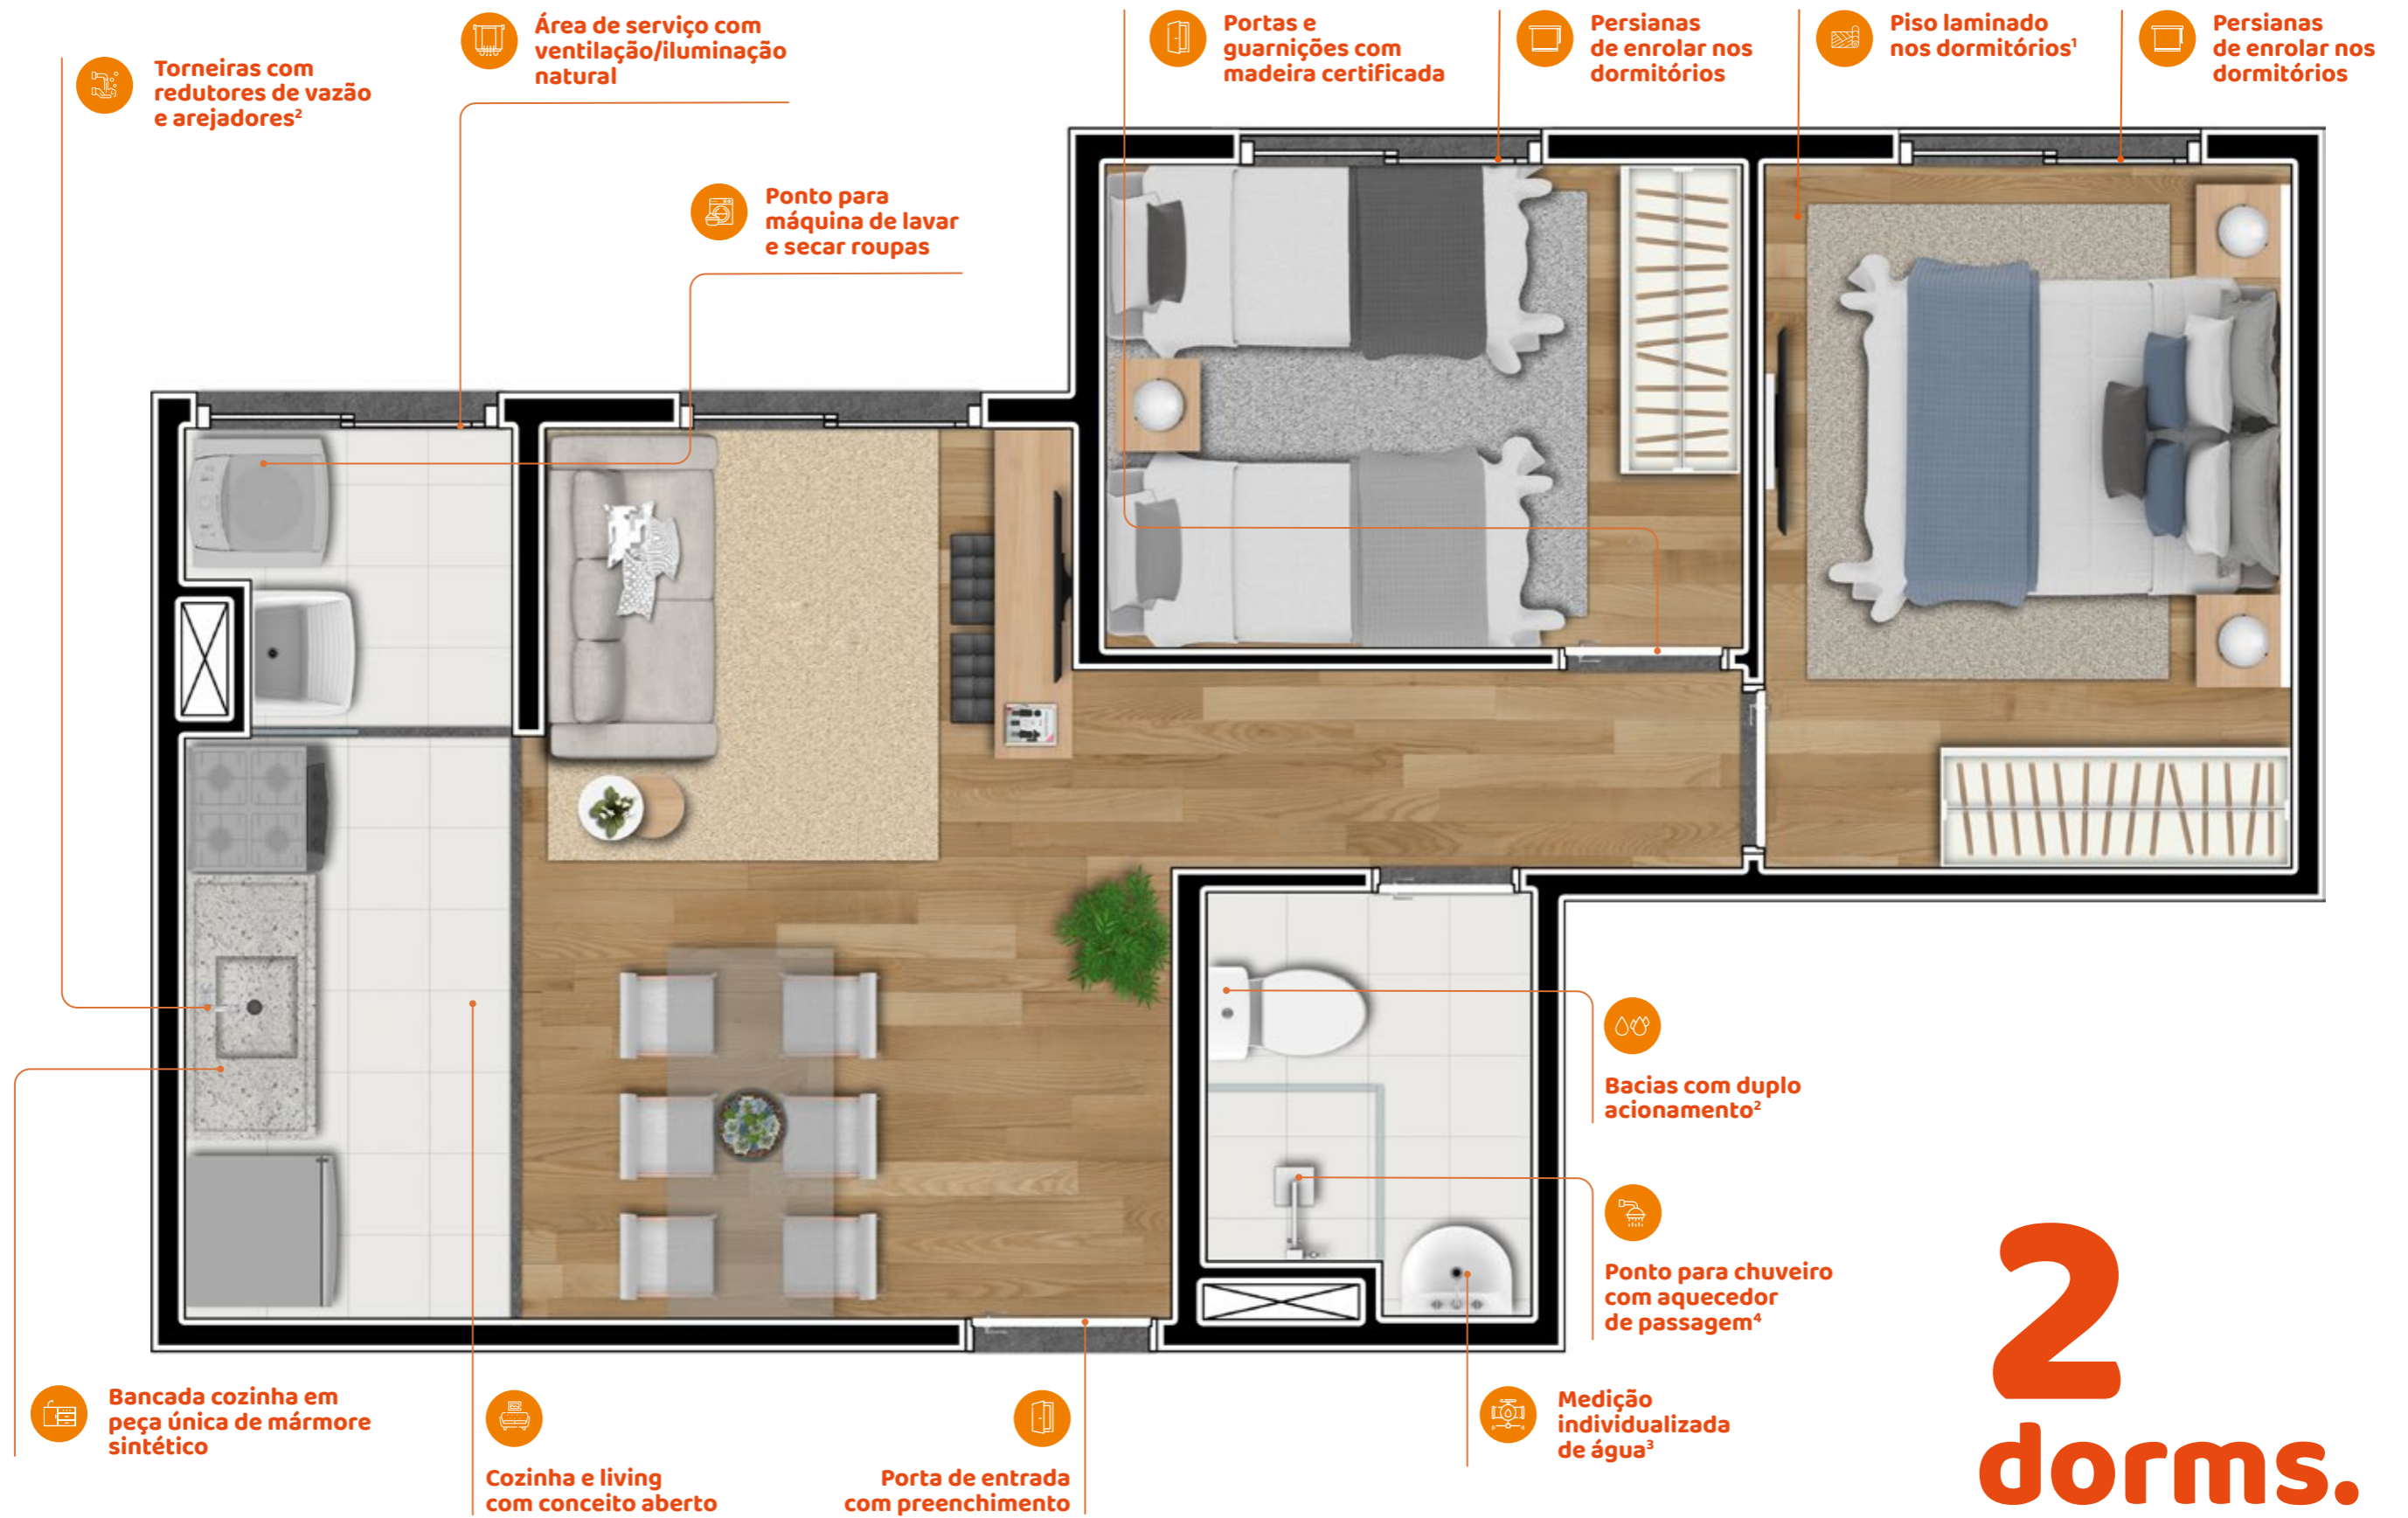 Torneiras com
redutores de vazão
e arejadores²
Área de serviço com
ventilação/iluminação
natural
Ponto para
máquina de lavar
e secar roupas
Portas e
guarnições com
madeira certificada
Persianas
de enrolar nos
dormitórios
Piso laminado
nos dormitórios¹
Persianas
de enrolar nos
dormitórios
Bacias com duplo
acionamento²
Ponto para chuveiro
com aquecedor
de passagem⁴
Medição
individualizada
de água³
Bancada cozinha em
peça única de mármore
sintético
Cozinha e living
com conceito aberto
Porta de entrada
com preenchimento
2
dorms.